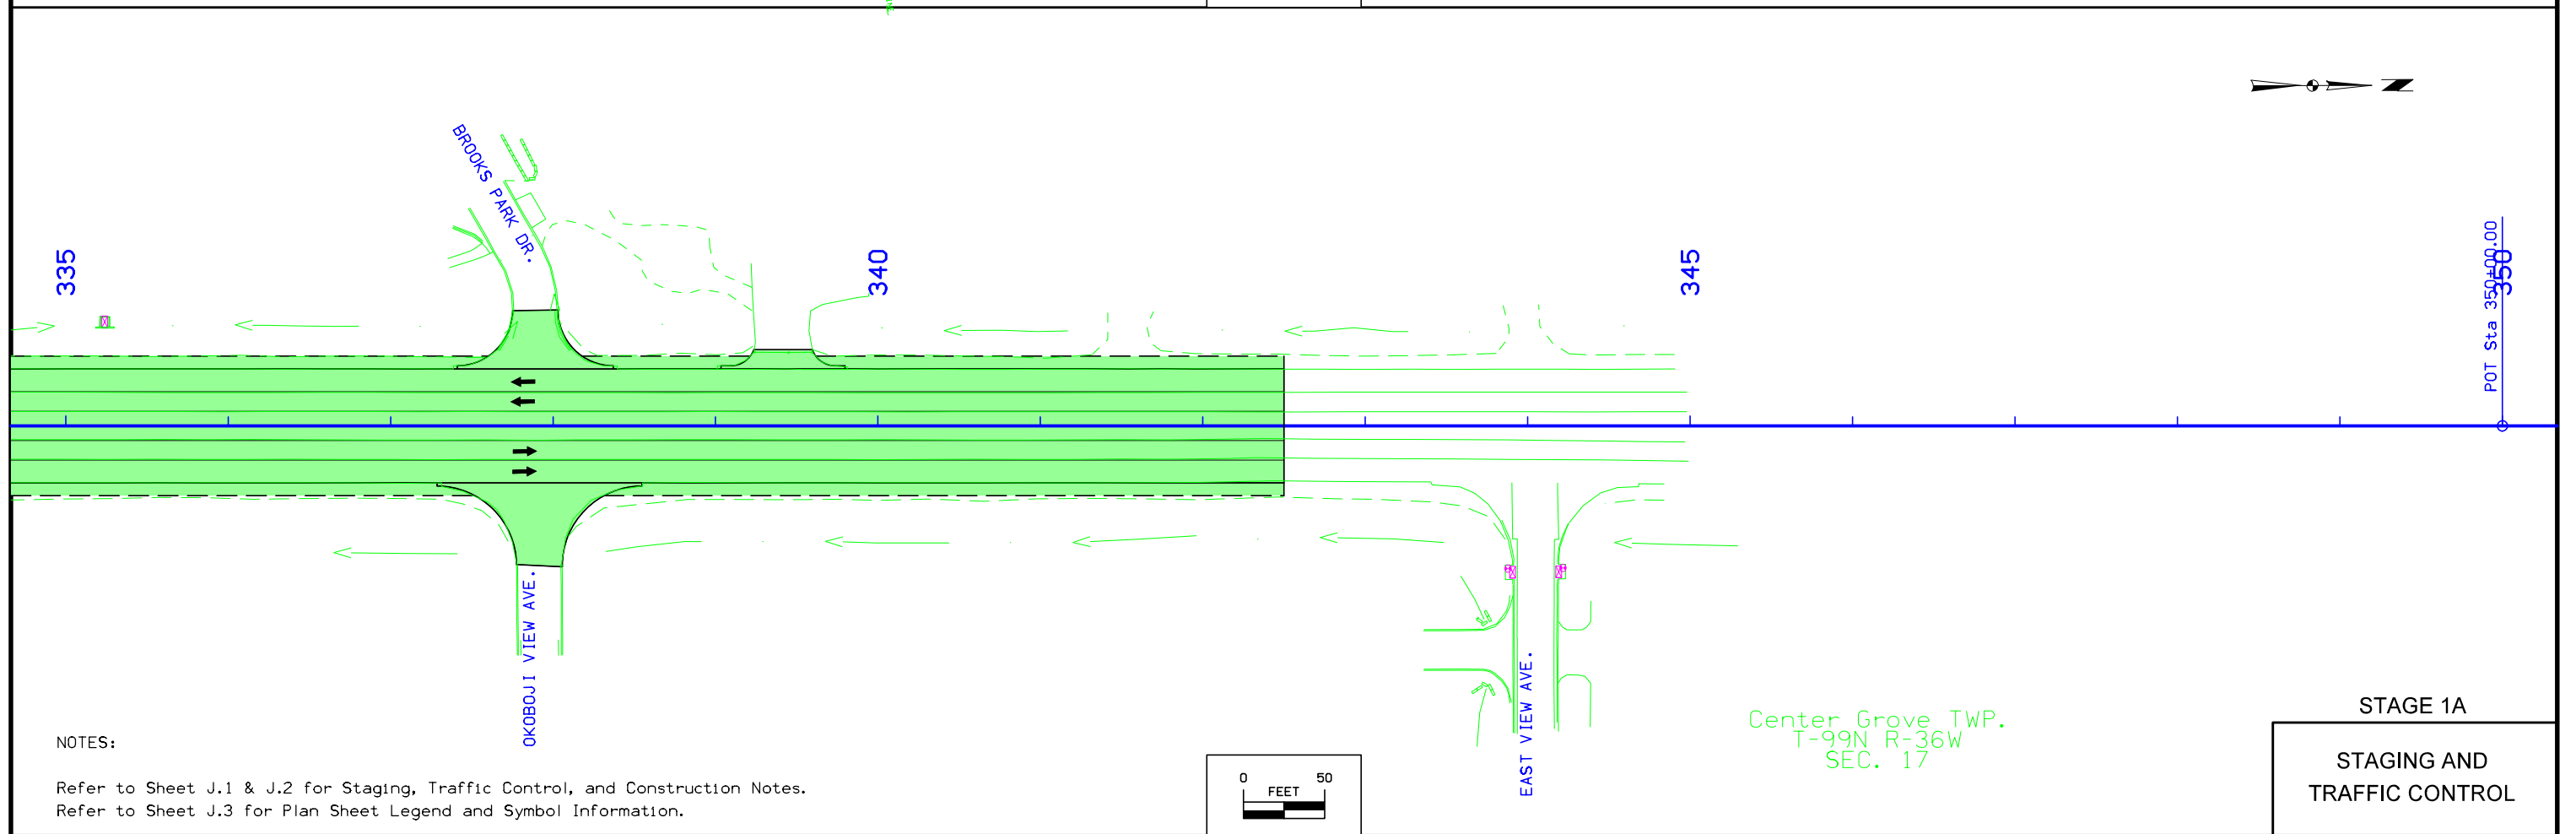 N
BROOKS PARK DR.
335
340
345
350
POT Sta 350+00.00
OKOBOJI VIEW AVE.
EAST VIEW AVE.
Center Grove TWP.
T-99N R-36W
SEC. 17
STAGE 1A
STAGING AND
TRAFFIC CONTROL
NOTES:
Refer to Sheet J.1 & J.2 for Staging, Traffic Control, and Construction Notes.
Refer to Sheet J.3 for Plan Sheet Legend and Symbol Information.
0 50
FEET